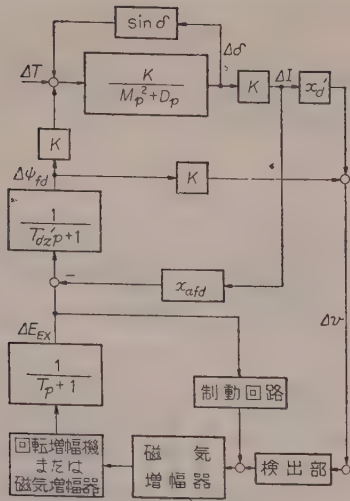 sin δ
Δδ
ΔT
K
Mp²+Dp
K
ΔI
x'd
K
Δψfd
K
1
Tdz'p+1
−
xafd
ΔEEX
Δv
1
Tp+1
制動回路
回転増幅機
または
磁気増幅器
磁気
増幅器
検出部